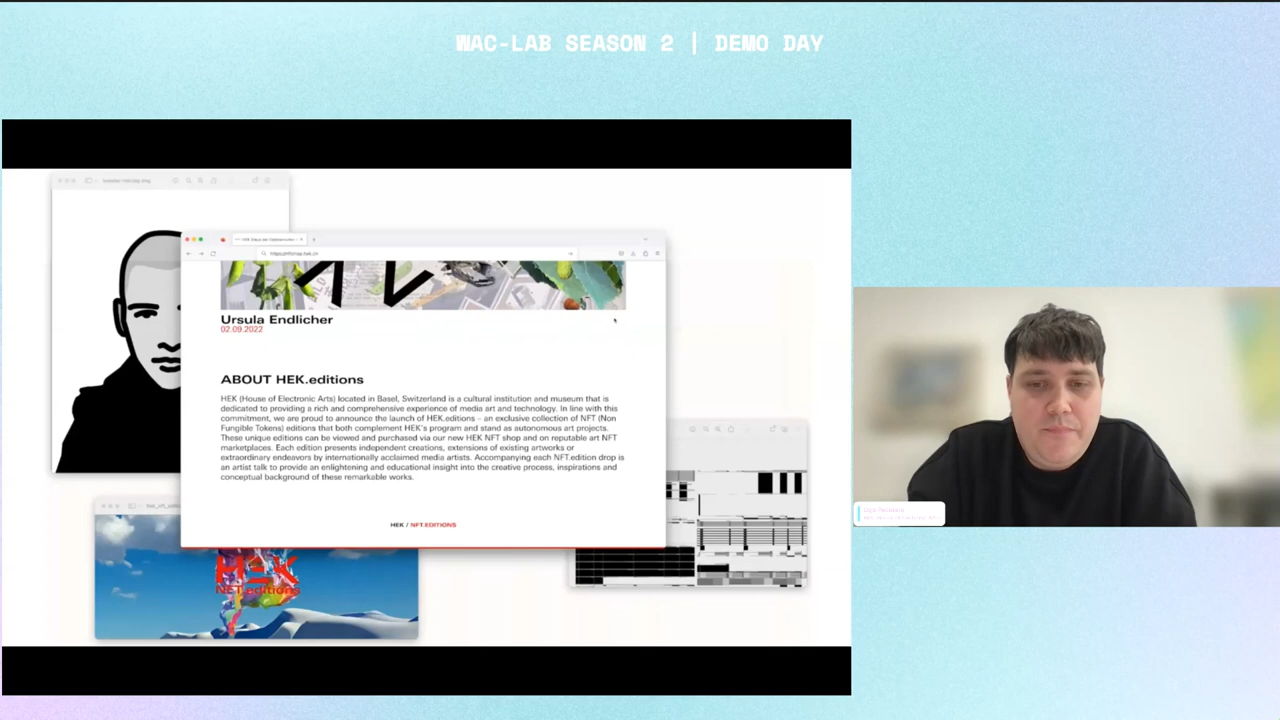 WAC-LAB SEASON 2 | DEMO DAY
https://nftshop.hek.ch
Ursula Endlicher
02.09.2022
ABOUT HEK.editions
HEK (House of Electronic Arts) located in Basel, Switzerland is a cultural institution and museum that is
dedicated to providing a rich and comprehensive experience of media art and technology. In line with this
commitment, we are proud to announce the launch of HEK.editions – an exclusive collection of NFT (Non
Fungible Tokens) editions that both complement HEK's program and stand as autonomous art projects.
These unique editions can be viewed and purchased via our new HEK NFT shop and on reputable art NFT
marketplaces. Each edition presents independent creations, extensions of existing artworks or
extraordinary endeavors by internationally acclaimed media artists. Accompanying each NFT.edition drop is
an artist talk to provide an enlightening and educational insight into the creative process, inspirations and
conceptual background of these remarkable works.
HEK / NFT.EDITIONS
HEK
NFT.editions